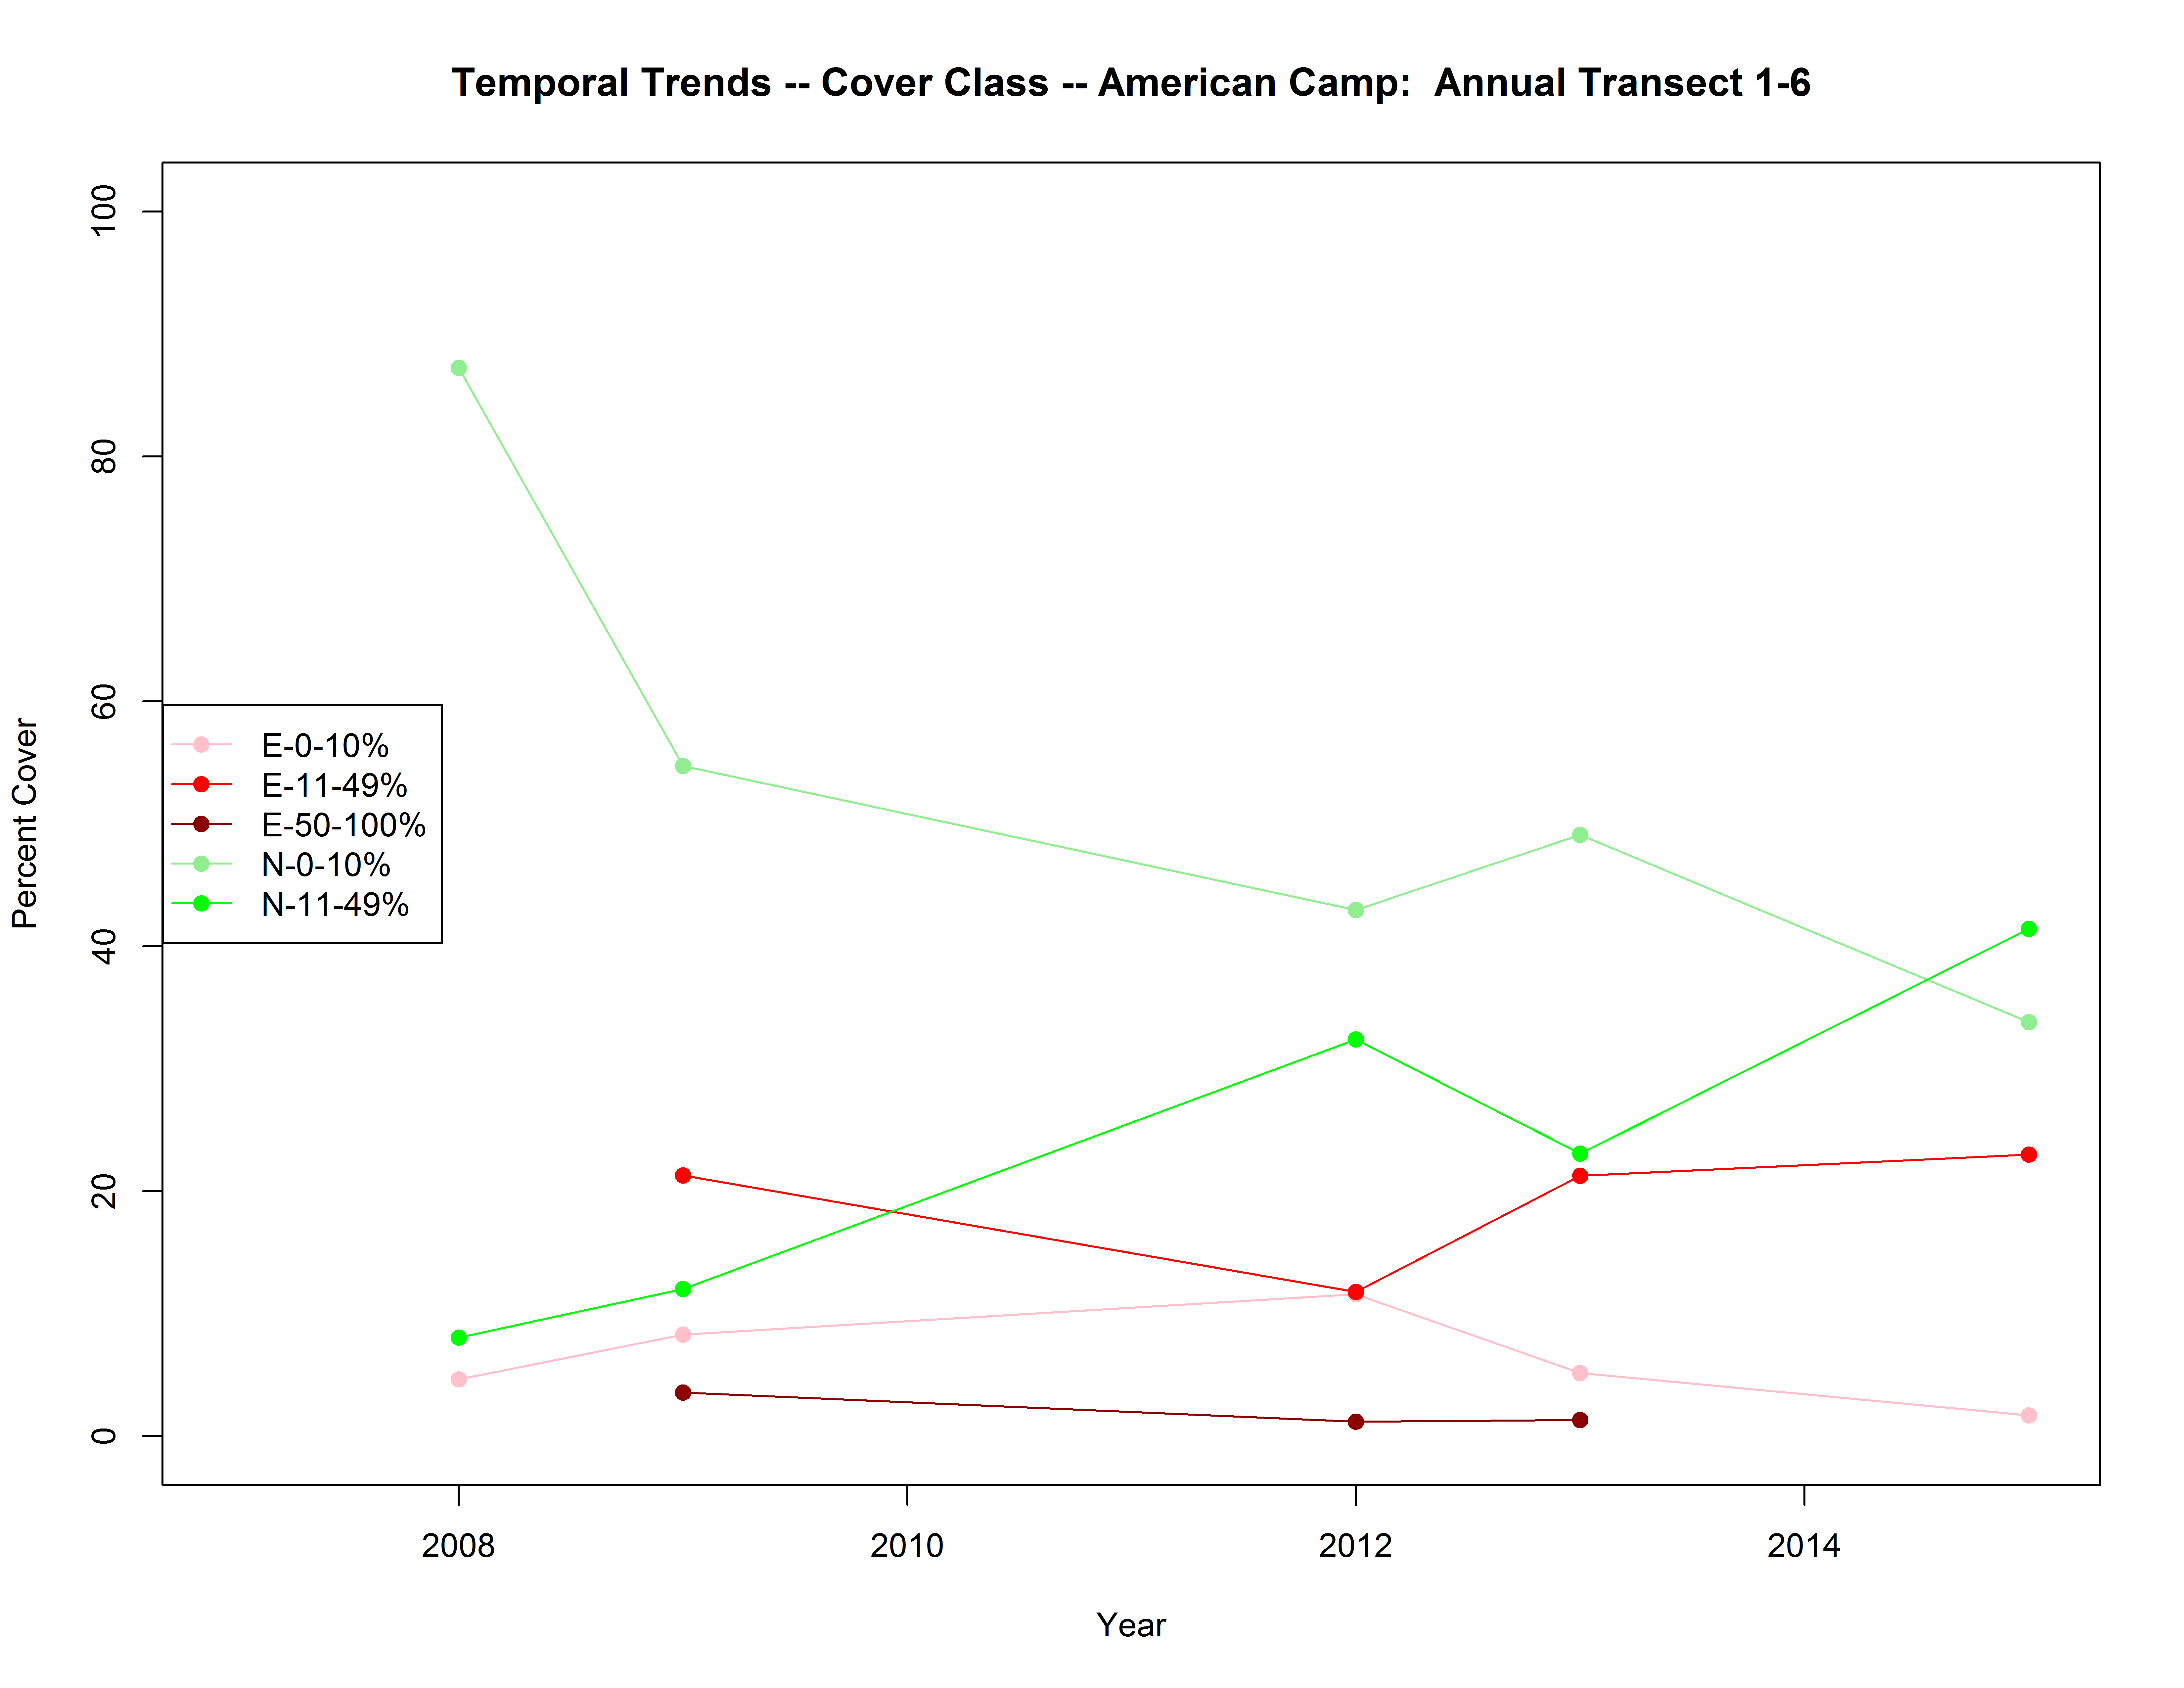 Temporal Trends -- Cover Class -- American Camp:  Annual Transect 1-6
Percent Cover
100
80
60
40
20
0
E-0-10%
E-11-49%
E-50-100%
N-0-10%
N-11-49%
2008 2010 2012 2014
Year